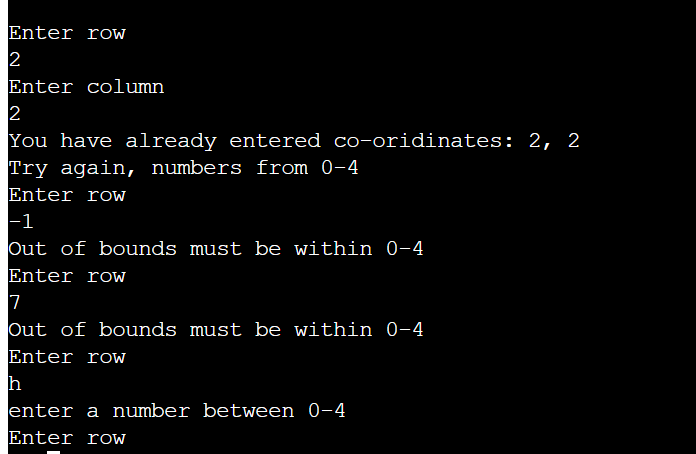 Enter row
2
Enter column
2
You have already entered co-oridinates: 2, 2
Try again, numbers from 0-4
Enter row
-1
Out of bounds must be within 0-4
Enter row
7
Out of bounds must be within 0-4
Enter row
h
enter a number between 0-4
Enter row